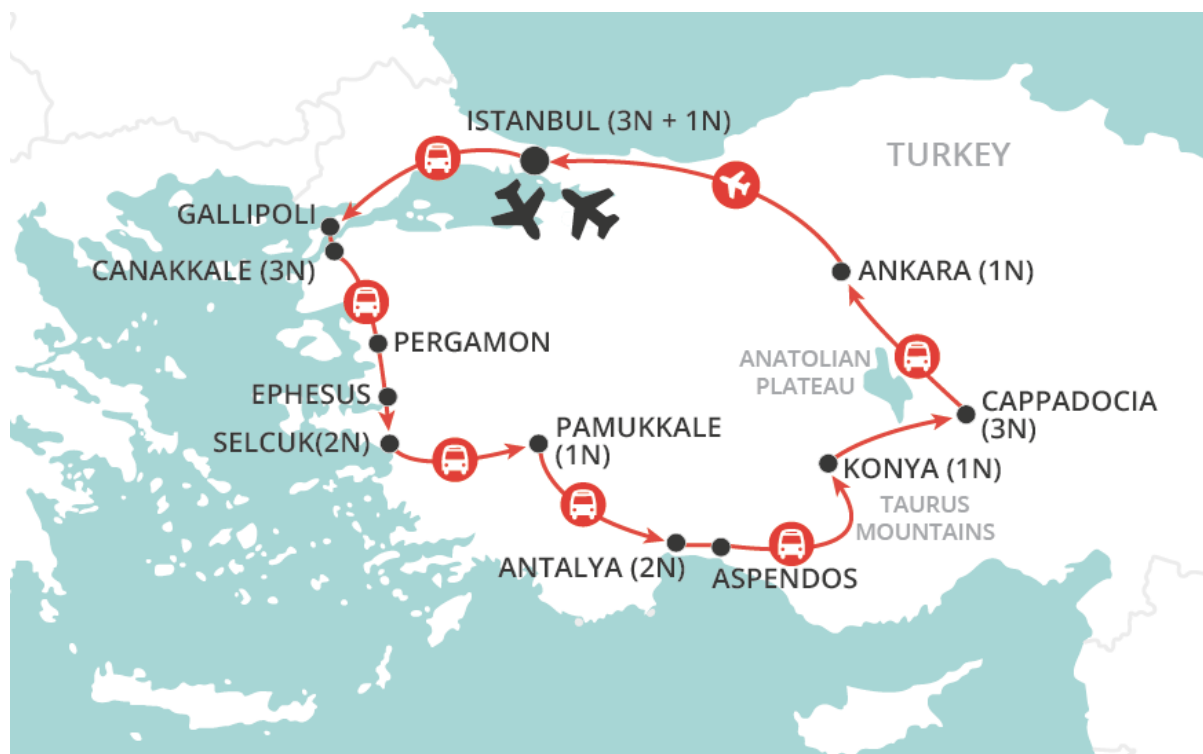 ISTANBUL (3N + 1N)
TURKEY
GALLIPOLI
CANAKKALE (3N)
ANKARA (1N)
PERGAMON
ANATOLIAN
PLATEAU
EPHESUS
CAPPADOCIA
(3N)
SELCUK(2N)
PAMUKKALE
(1N)
KONYA (1N)
TAURUS
MOUNTAINS
ANTALYA (2N)
ASPENDOS